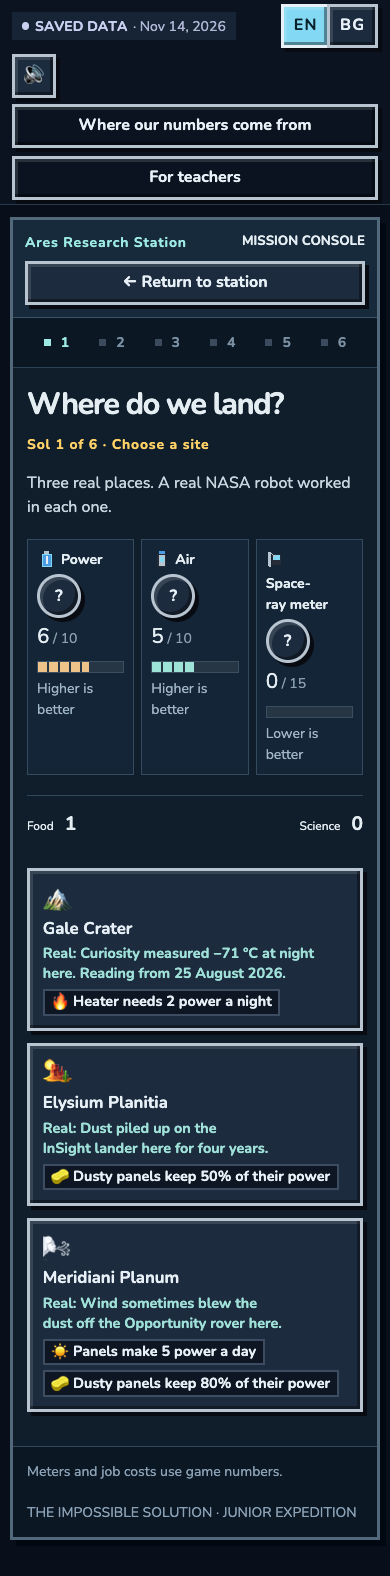 SAVED DATA · Nov 14, 2026
EN BG
Where our numbers come from
For teachers
Ares Research Station
MISSION CONSOLE
← Return to station
1 2 3 4 5 6
Where do we land?
Sol 1 of 6 · Choose a site
Three real places. A real NASA robot worked
in each one.
Power
?
6 / 10
Higher is
better
Air
?
5 / 10
Higher is
better
Space-
ray meter
?
0 / 15
Lower is
better
Food 1
Science 0
Gale Crater
Real: Curiosity measured −71 °C at night
here. Reading from 25 August 2026.
Heater needs 2 power a night
Elysium Planitia
Real: Dust piled up on the
InSight lander here for four years.
Dusty panels keep 50% of their power
Meridiani Planum
Real: Wind sometimes blew the
dust off the Opportunity rover here.
Panels make 5 power a day
Dusty panels keep 80% of their power
Meters and job costs use game numbers.
THE IMPOSSIBLE SOLUTION · JUNIOR EXPEDITION